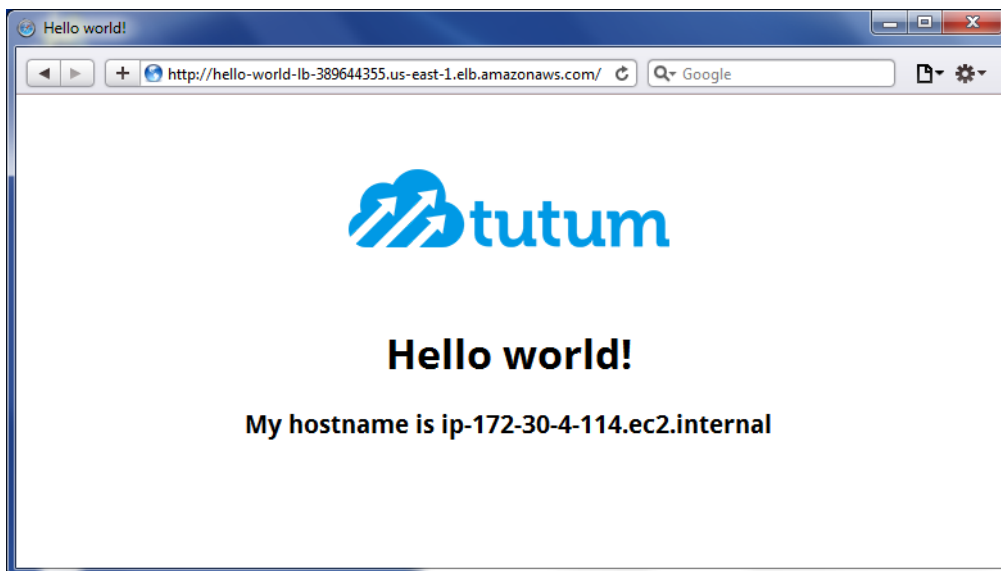 Hello world!
http://hello-world-lb-389644355.us-east-1.elb.amazonaws.com/
Google
tutum
Hello world!
My hostname is ip-172-30-4-114.ec2.internal